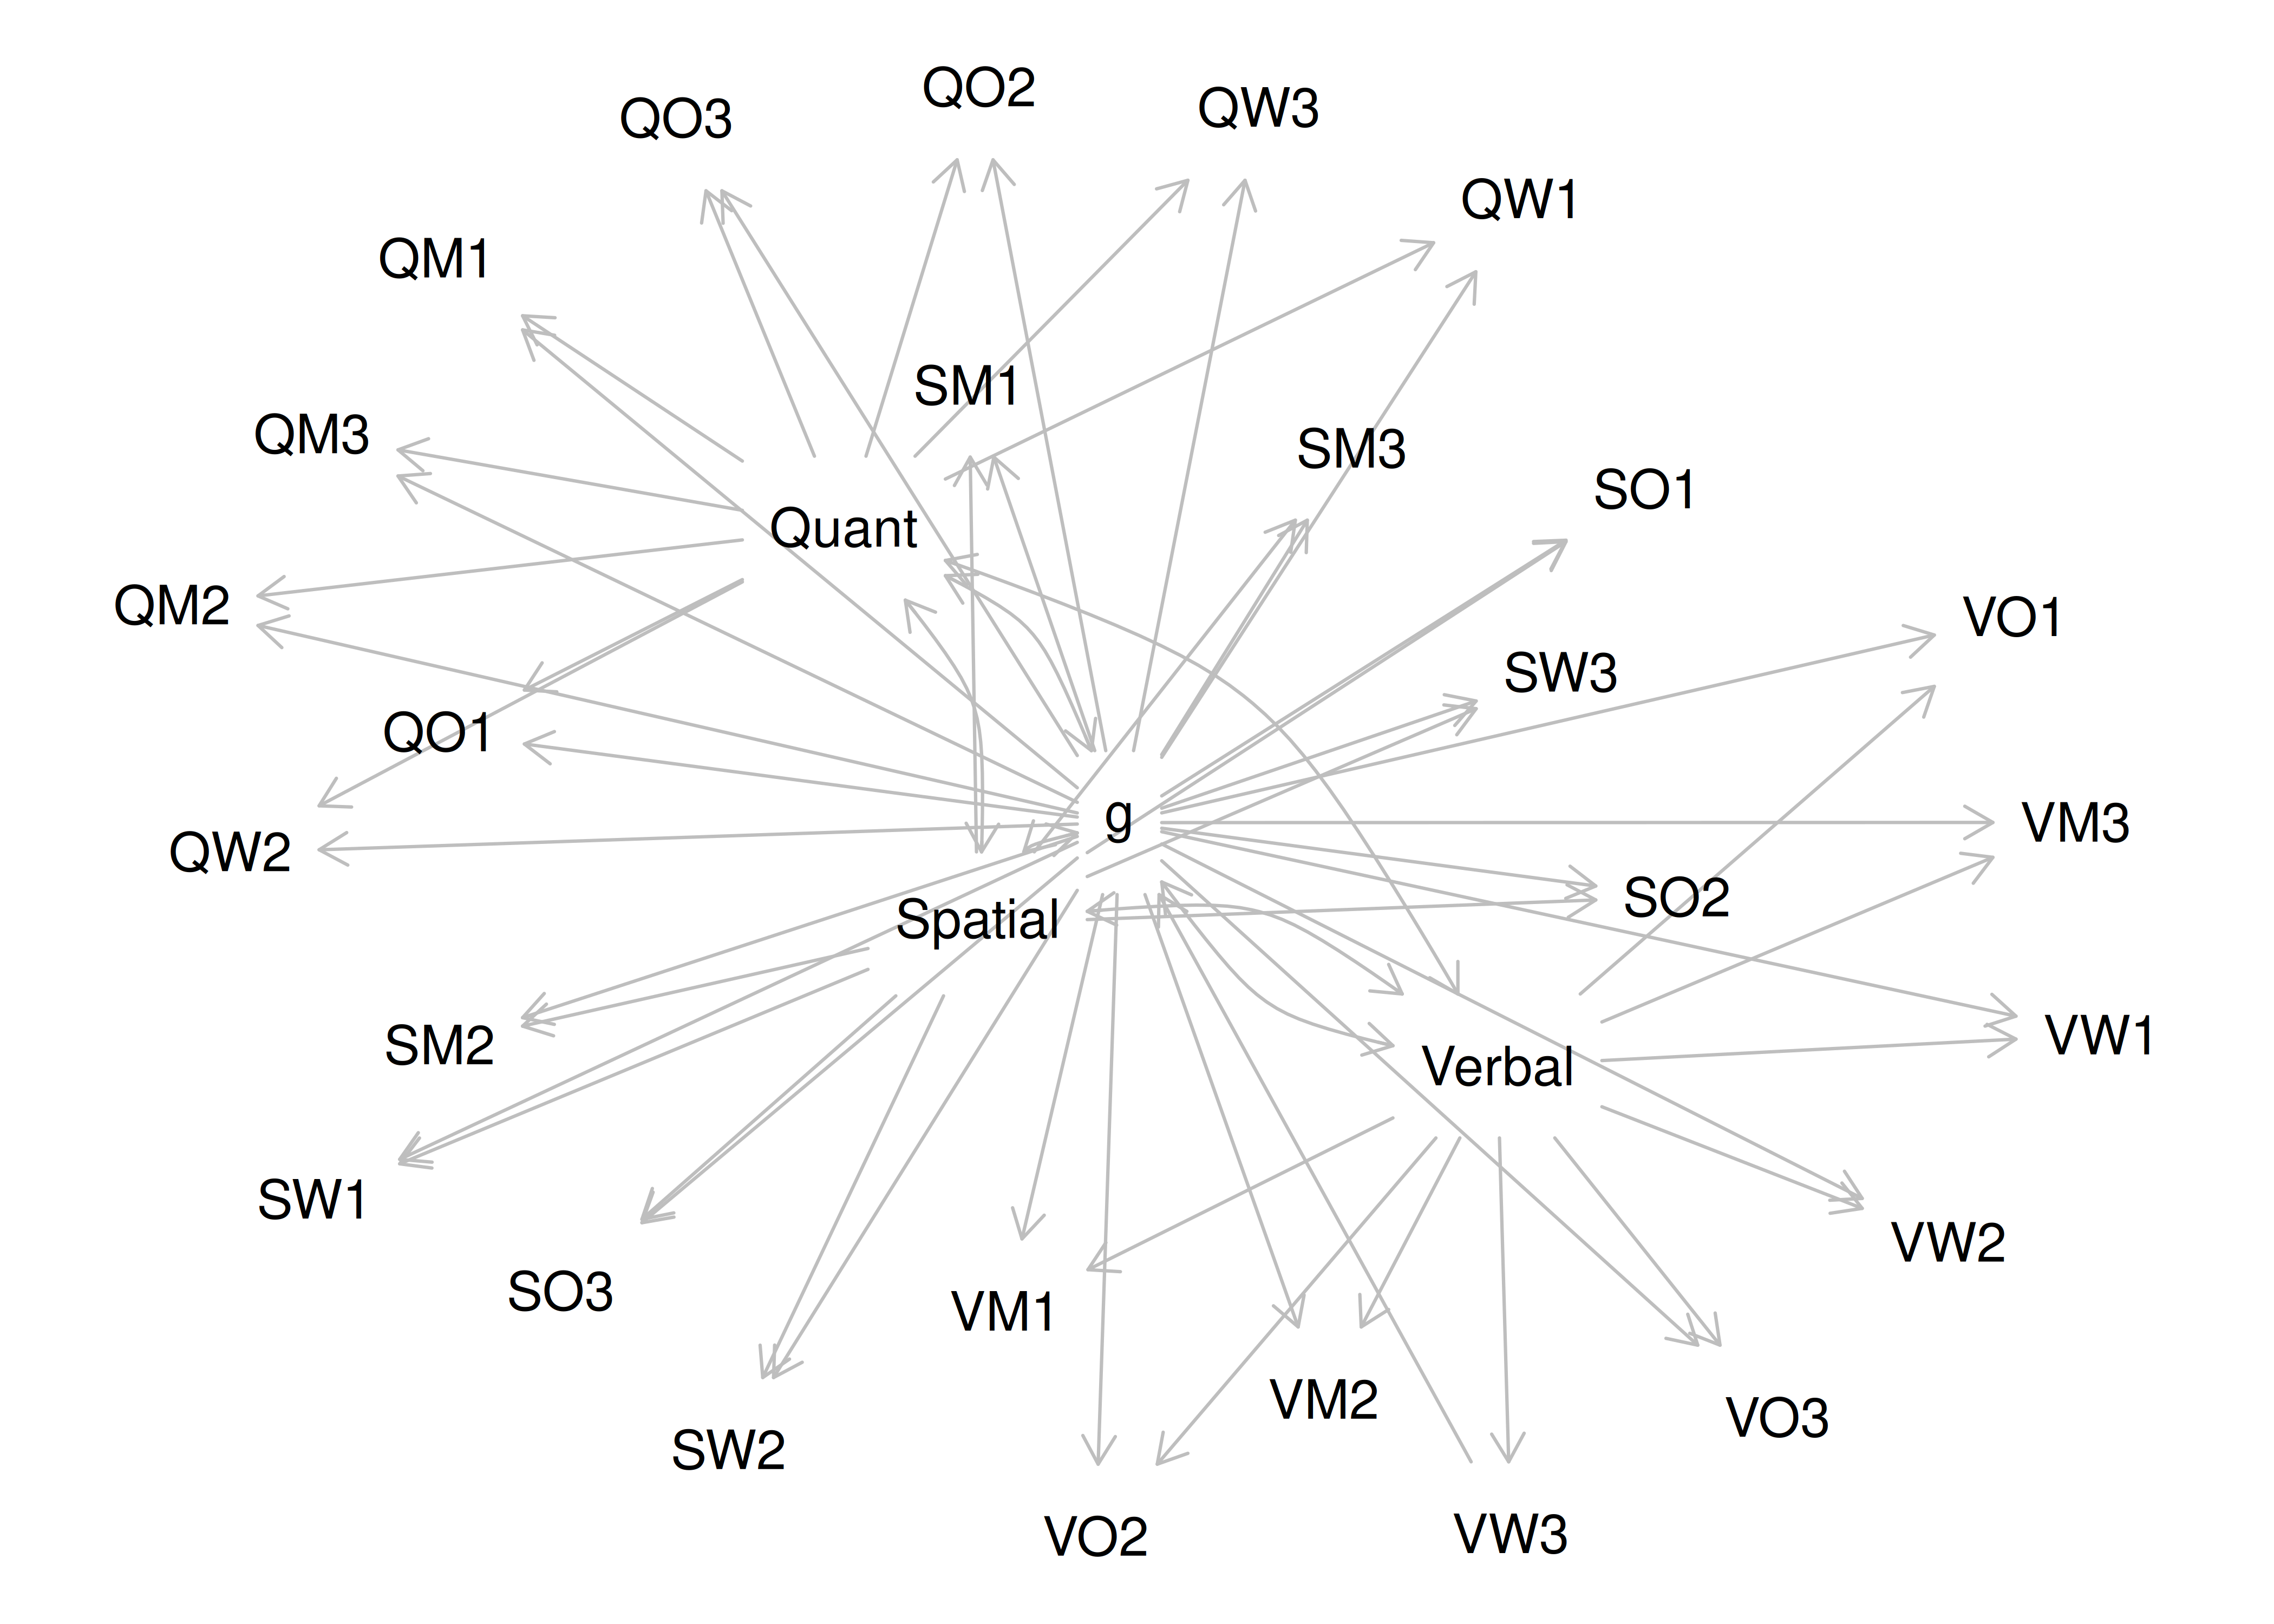 QO2
QW3
QO3
QW1
QM1
SM1
QM3
SM3
SO1
Quant
QM2
VO1
SW3
QO1
g
VM3
QW2
SO2
Spatial
VW1
SM2
Verbal
SW1
VW2
SO3
VM1
VM2
VO3
SW2
VW3
VO2